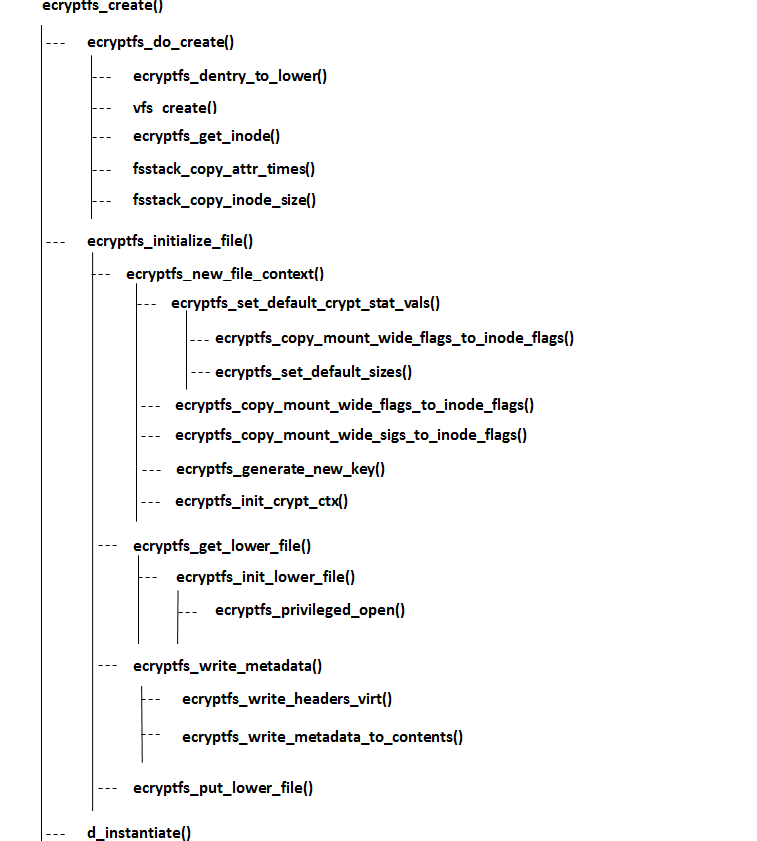 ecryptfs_create()
--- ecryptfs_do_create()
--- ecryptfs_dentry_to_lower()
--- vfs_create()
--- ecryptfs_get_inode()
--- fsstack_copy_attr_times()
--- fsstack_copy_inode_size()
--- ecryptfs_initialize_file()
--- ecryptfs_new_file_context()
--- ecryptfs_set_default_crypt_stat_vals()
--- ecryptfs_copy_mount_wide_flags_to_inode_flags()
--- ecryptfs_set_default_sizes()
--- ecryptfs_copy_mount_wide_flags_to_inode_flags()
--- ecryptfs_copy_mount_wide_sigs_to_inode_flags()
--- ecryptfs_generate_new_key()
--- ecryptfs_init_crypt_ctx()
--- ecryptfs_get_lower_file()
--- ecryptfs_init_lower_file()
--- ecryptfs_privileged_open()
--- ecryptfs_write_metadata()
--- ecryptfs_write_headers_virt()
--- ecryptfs_write_metadata_to_contents()
--- ecryptfs_put_lower_file()
--- d_instantiate()